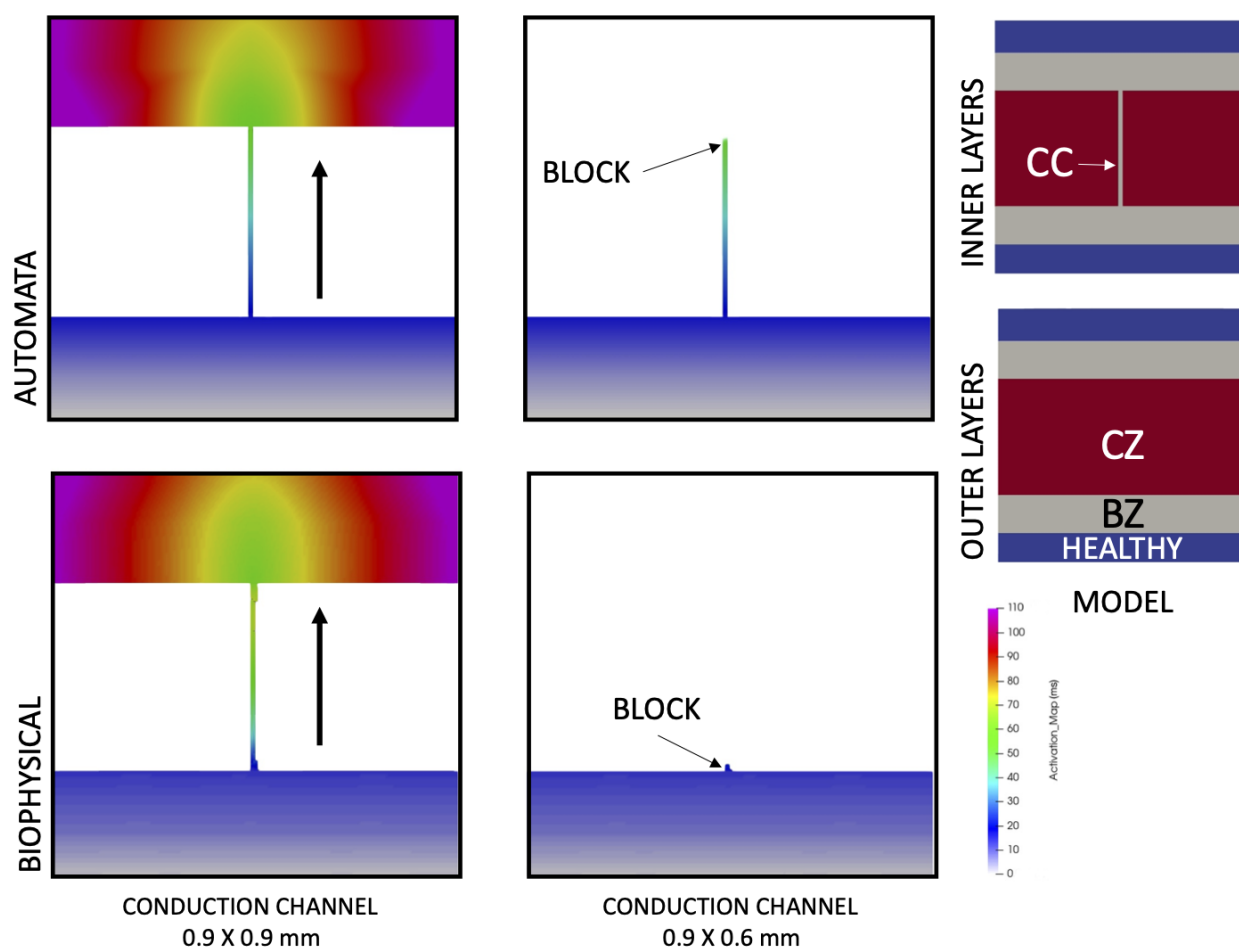 AUTOMATA
BLOCK
INNER LAYERS
CC
OUTER LAYERS
CZ
BZ
HEALTHY
MODEL
BIOPHYSICAL
BLOCK
110
100
90
80
70
60
50
40
30
20
10
0
Activation_Map (ms)
CONDUCTION CHANNEL
0.9 X 0.9 mm
CONDUCTION CHANNEL
0.9 X 0.6 mm